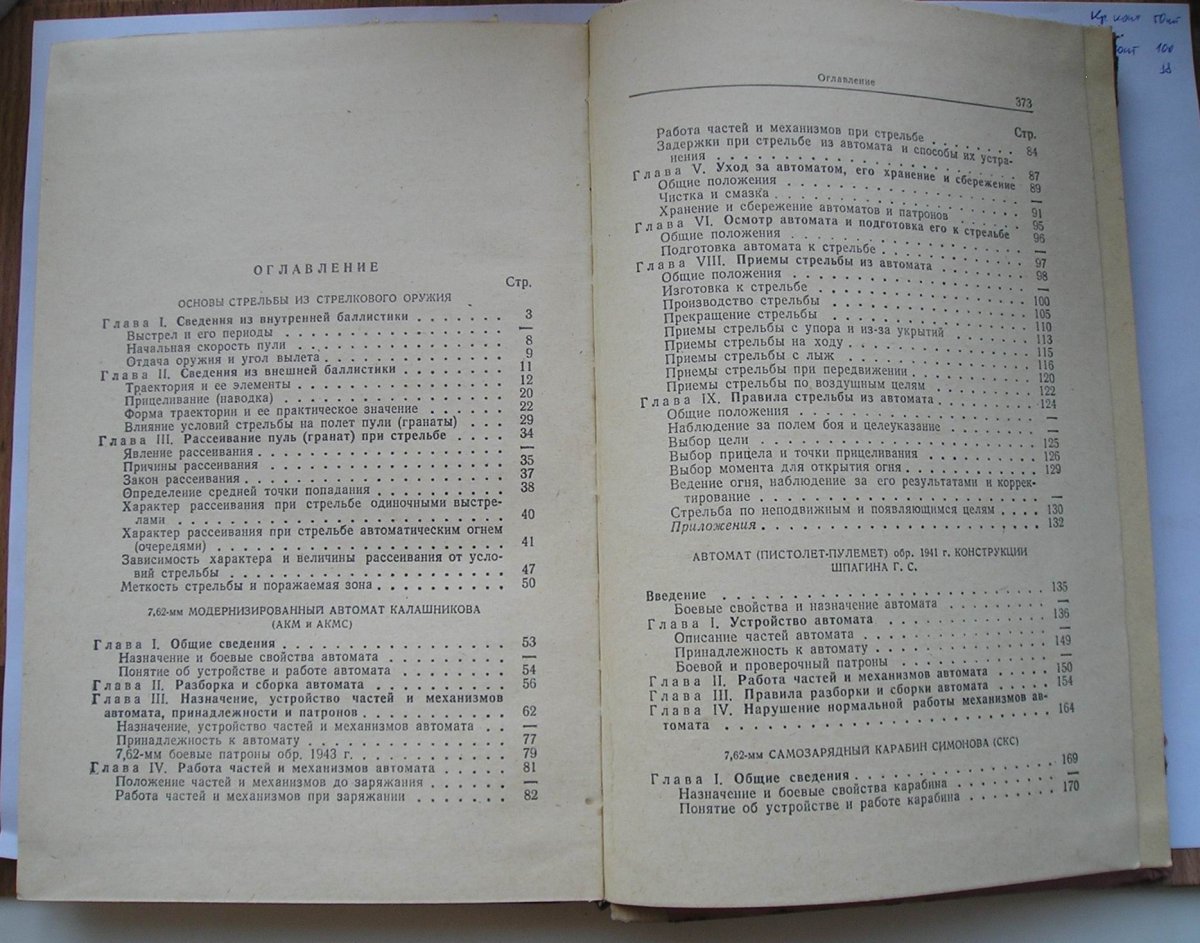 ОГЛАВЛЕНИЕ
Стр.
ОСНОВЫ СТРЕЛЬБЫ ИЗ СТРЕЛКОВОГО ОРУЖИЯ
Глава I. Сведения из внутренней баллистики . . . . . . . 3
Выстрел и его периоды . . . . . . . —
Начальная скорость пули . . . . . . . 8
Отдача оружия и угол вылета . . . . . . . 9
Глава II. Сведения из внешней баллистики . . . . . . . 11
Траектория и ее элементы . . . . . . . 12
Прицеливание (наводка) . . . . . . . 20
Форма траектории и ее практическое значение . . . . . . 22
Влияние условий стрельбы на полет пули (гранаты) . . . 29
Глава III. Рассеивание пуль (гранат) при стрельбе . . . . 34
Явление рассеивания . . . . . . . —
Причины рассеивания . . . . . . . 35
Закон рассеивания . . . . . . . 37
Определение средней точки попадания . . . . . . . 38
Характер рассеивания при стрельбе одиночными выстре-
лами . . . . . . . 40
Характер рассеивания при стрельбе автоматическим огнем
(очередями) . . . . . . . 41
Зависимость характера и величины рассеивания от усло-
вий стрельбы . . . . . . . 47
Меткость стрельбы и поражаемая зона . . . . . . . 50
7,62-мм МОДЕРНИЗИРОВАННЫЙ АВТОМАТ КАЛАШНИКОВА
(АКМ и АКМС)
Глава I. Общие сведения . . . . . . . 53
Назначение и боевые свойства автомата . . . . . . . —
Понятие об устройстве и работе автомата . . . . . . . 54
Глава II. Разборка и сборка автомата . . . . . . . 56
Глава III. Назначение, устройство частей и механизмов
автомата, принадлежности и патронов . . . . . . . 62
Назначение, устройство частей и механизмов автомата . . —
Принадлежность к автомату . . . . . . . 77
7,62-мм боевые патроны обр. 1943 г. . . . . . . . 79
Глава IV. Работа частей и механизмов автомата . . . . . 81
Положение частей и механизмов до заряжания . . . . . —
Работа частей и механизмов при заряжании . . . . . . 82
Оглавление
373
Стр.
Работа частей и механизмов при стрельбе . . . . . . . 84
Задержки при стрельбе из автомата и способы их устра-
нения . . . . . . . 87
Глава V. Уход за автоматом, его хранение и сбережение 89
Общие положения . . . . . . . —
Чистка и смазка . . . . . . . 91
Хранение и сбережение автоматов и патронов . . . . . . 95
Глава VI. Осмотр автомата и подготовка его к стрельбе 96
Общие положения . . . . . . . —
Подготовка автомата к стрельбе . . . . . . . 97
Глава VIII. Приемы стрельбы из автомата . . . . . . . 98
Общие положения . . . . . . . —
Изготовка к стрельбе . . . . . . . 100
Производство стрельбы . . . . . . . 105
Прекращение стрельбы . . . . . . . 110
Приемы стрельбы с упора и из-за укрытий . . . . . . . 113
Приемы стрельбы на ходу . . . . . . . 115
Приемы стрельбы с лыж . . . . . . . 116
Приемы стрельбы при передвижении . . . . . . . 120
Приемы стрельбы по воздушным целям . . . . . . . 122
Глава IX. Правила стрельбы из автомата . . . . . . . 124
Общие положения . . . . . . . —
Наблюдение за полем боя и целеуказание . . . . . . . —
Выбор цели . . . . . . . 125
Выбор прицела и точки прицеливания . . . . . . . 126
Выбор момента для открытия огня . . . . . . . 129
Ведение огня, наблюдение за его результатами и коррек-
тирование . . . . . . . —
Стрельба по неподвижным и появляющимся целям . . . . 130
Приложения . . . . . . . 132
АВТОМАТ (ПИСТОЛЕТ-ПУЛЕМЕТ) обр. 1941 г. КОНСТРУКЦИИ
ШПАГИНА Г. С.
Введение . . . . . . . 135
Боевые свойства и назначение автомата . . . . . . . —
Глава I. Устройство автомата . . . . . . . 136
Описание частей автомата . . . . . . . —
Принадлежность к автомату . . . . . . . 149
Боевой и проверочный патроны . . . . . . . —
Глава II. Работа частей и механизмов автомата . . . . . 150
Глава III. Правила разборки и сборки автомата . . . . . 154
Глава IV. Нарушение нормальной работы механизмов ав-
томата . . . . . . . 164
7,62-мм САМОЗАРЯДНЫЙ КАРАБИН СИМОНОВА (СКС)
Глава I. Общие сведения . . . . . . . 169
Назначение и боевые свойства карабина . . . . . . . —
Понятие об устройстве и работе карабина . . . . . . . 170